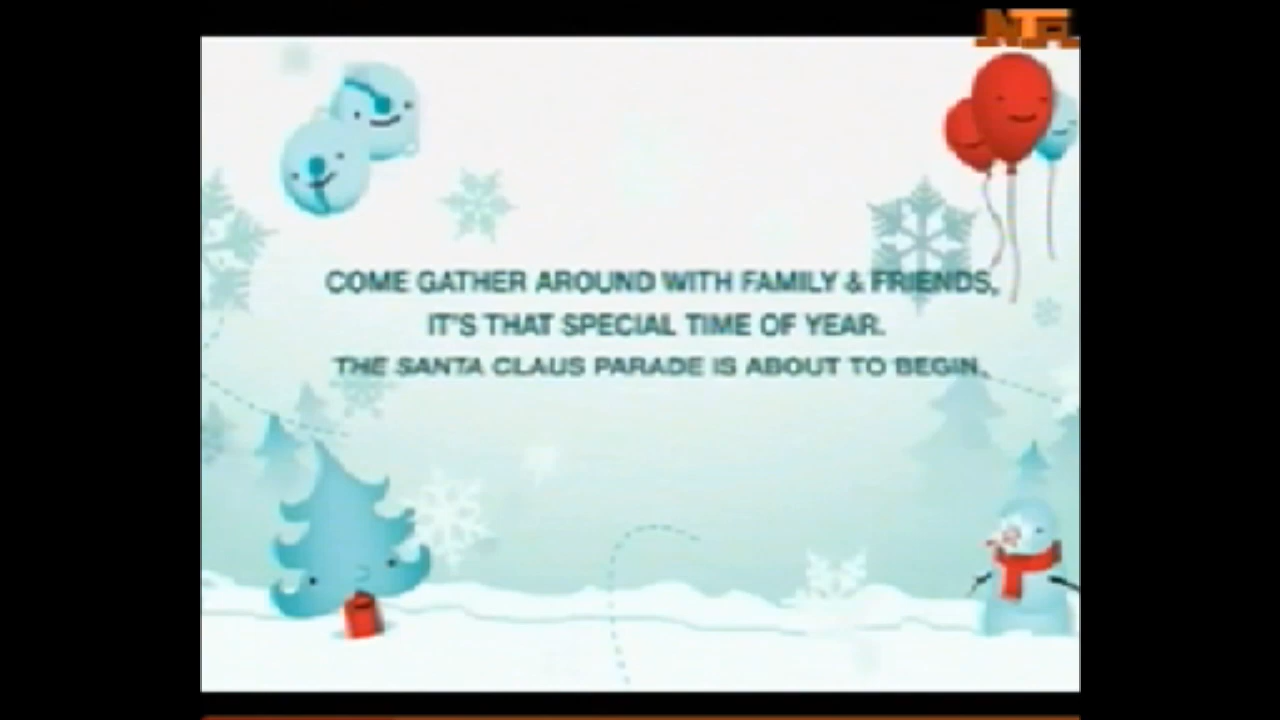 NTA
COME GATHER AROUND WITH FAMILY & FRIENDS,
IT'S THAT SPECIAL TIME OF YEAR.
THE SANTA CLAUS PARADE IS ABOUT TO BEGIN.